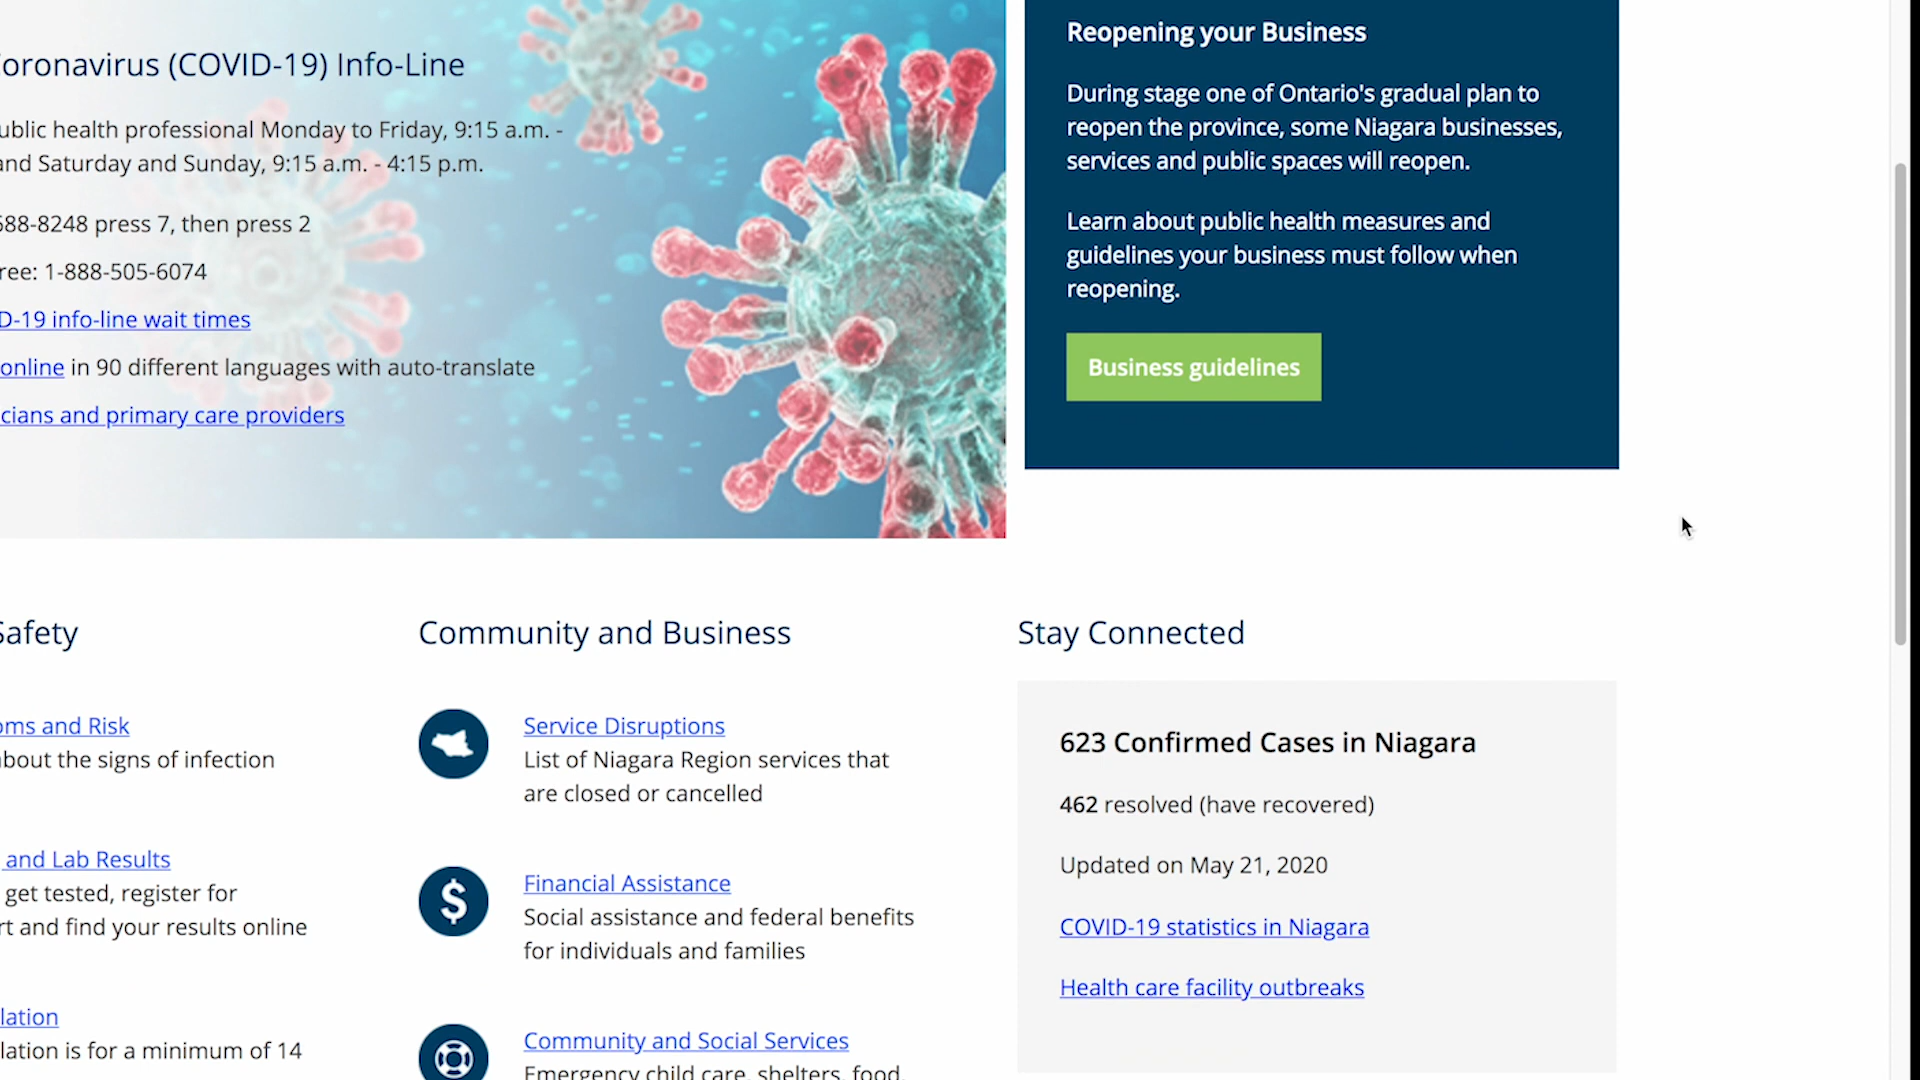 oronavirus (COVID-19) Info-Line
ublic health professional Monday to Friday, 9:15 a.m. -
and Saturday and Sunday, 9:15 a.m. - 4:15 p.m.
688-8248 press 7, then press 2
ree: 1-888-505-6074
D-19 info-line wait times
online in 90 different languages with auto-translate
cians and primary care providers
Reopening your Business
During stage one of Ontario's gradual plan to
reopen the province, some Niagara businesses,
services and public spaces will reopen.
Learn about public health measures and
guidelines your business must follow when
reopening.
Business guidelines
Safety
oms and Risk
about the signs of infection
and Lab Results
get tested, register for
rt and find your results online
lation
lation is for a minimum of 14
Community and Business
Service Disruptions
List of Niagara Region services that
are closed or cancelled
$
Financial Assistance
Social assistance and federal benefits
for individuals and families
Community and Social Services
Emergency child care, shelters, food,
Stay Connected
623 Confirmed Cases in Niagara
462 resolved (have recovered)
Updated on May 21, 2020
COVID-19 statistics in Niagara
Health care facility outbreaks